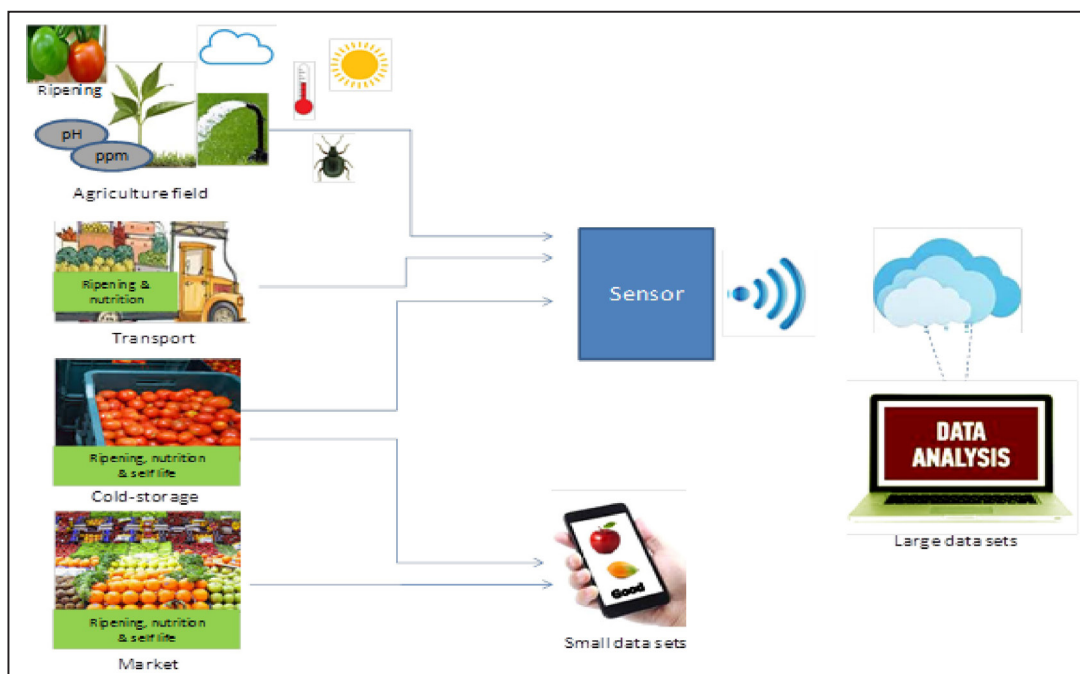 Ripening
pH
ppm
Agriculture field
Ripening &
nutrition
Transport
Ripening, nutrition
& self life
Cold-storage
Ripening, nutrition
& self life
Market
Sensor
DATA
ANALYSIS
Large data sets
Good
Small data sets